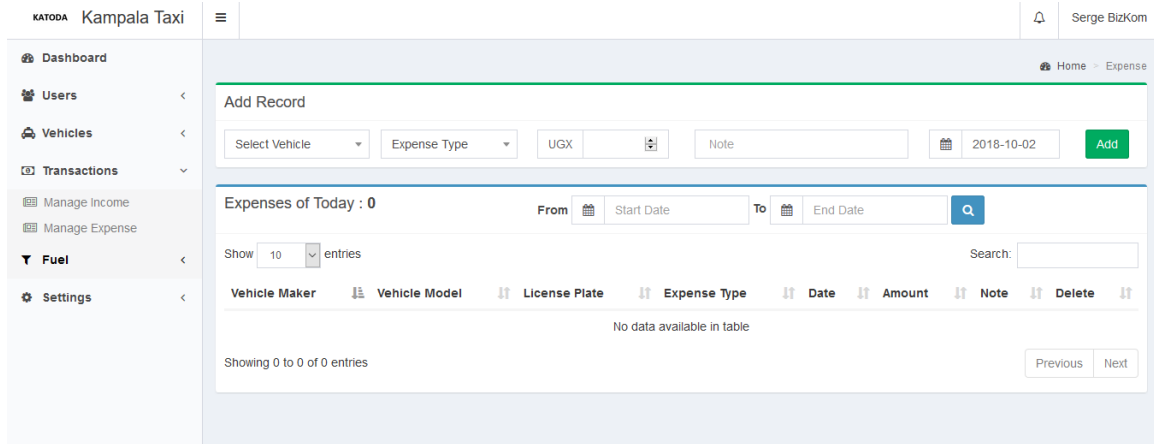 KATODA Kampala Taxi
Serge BizKom
Dashboard
Users
Vehicles
Transactions
Manage Income
Manage Expense
Fuel
Settings
Home > Expense
Add Record
Select Vehicle Expense Type UGX Note 2018-10-02 Add
Expenses of Today : 0 From Start Date To End Date
Show 10 entries Search:
Vehicle Maker Vehicle Model License Plate Expense Type Date Amount Note Delete
No data available in table
Showing 0 to 0 of 0 entries Previous Next